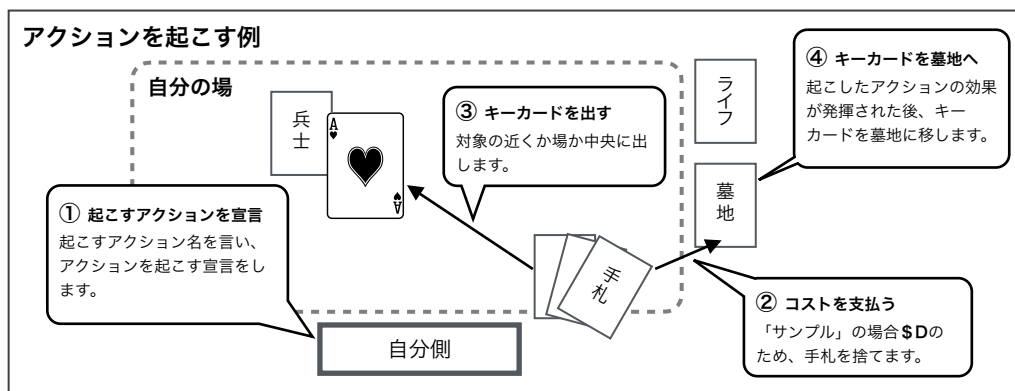 アクションを起こす例
自分の場
兵士
A
A
③ キーカードを出す
対象の近くか場か中央に出
します。
ライフ
墓地
④ キーカードを墓地へ
起こしたアクションの効果
が発揮された後、キー
カードを墓地に移します。
① 起こすアクションを宣言
起こすアクション名を言い、
アクションを起こす宣言をし
ます。
手札
② コストを支払う
「サンプル」の場合$Dの
ため、手札を捨てます。
自分側